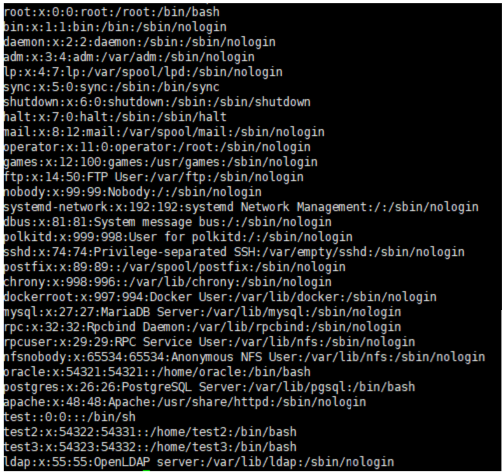 root:x:0:0:root:/root:/bin/bash
bin:x:1:1:bin:/bin:/sbin/nologin
daemon:x:2:2:daemon:/sbin:/sbin/nologin
adm:x:3:4:adm:/var/adm:/sbin/nologin
lp:x:4:7:lp:/var/spool/lpd:/sbin/nologin
sync:x:5:0:sync:/sbin:/bin/sync
shutdown:x:6:0:shutdown:/sbin:/sbin/shutdown
halt:x:7:0:halt:/sbin:/sbin/halt
mail:x:8:12:mail:/var/spool/mail:/sbin/nologin
operator:x:11:0:operator:/root:/sbin/nologin
games:x:12:100:games:/usr/games:/sbin/nologin
ftp:x:14:50:FTP User:/var/ftp:/sbin/nologin
nobody:x:99:99:Nobody:/:/sbin/nologin
systemd-network:x:192:192:systemd Network Management:/:/sbin/nologin
dbus:x:81:81:System message bus:/:/sbin/nologin
polkitd:x:999:998:User for polkitd:/:/sbin/nologin
sshd:x:74:74:Privilege-separated SSH:/var/empty/sshd:/sbin/nologin
postfix:x:89:89::/var/spool/postfix:/sbin/nologin
chrony:x:998:996::/var/lib/chrony:/sbin/nologin
dockerroot:x:997:994:Docker User:/var/lib/docker:/sbin/nologin
mysql:x:27:27:MariaDB Server:/var/lib/mysql:/sbin/nologin
rpc:x:32:32:Rpcbind Daemon:/var/lib/rpcbind:/sbin/nologin
rpcuser:x:29:29:RPC Service User:/var/lib/nfs:/sbin/nologin
nfsnobody:x:65534:65534:Anonymous NFS User:/var/lib/nfs:/sbin/nologin
oracle:x:54321:54321::/home/oracle:/bin/bash
postgres:x:26:26:PostgreSQL Server:/var/lib/pgsql:/bin/bash
apache:x:48:48:Apache:/usr/share/httpd:/sbin/nologin
test::0:0:::/bin/sh
test2:x:54322:54331::/home/test2:/bin/bash
test3:x:54323:54332::/home/test3:/bin/bash
ldap:x:55:55:OpenLDAP server:/var/lib/ldap:/sbin/nologin